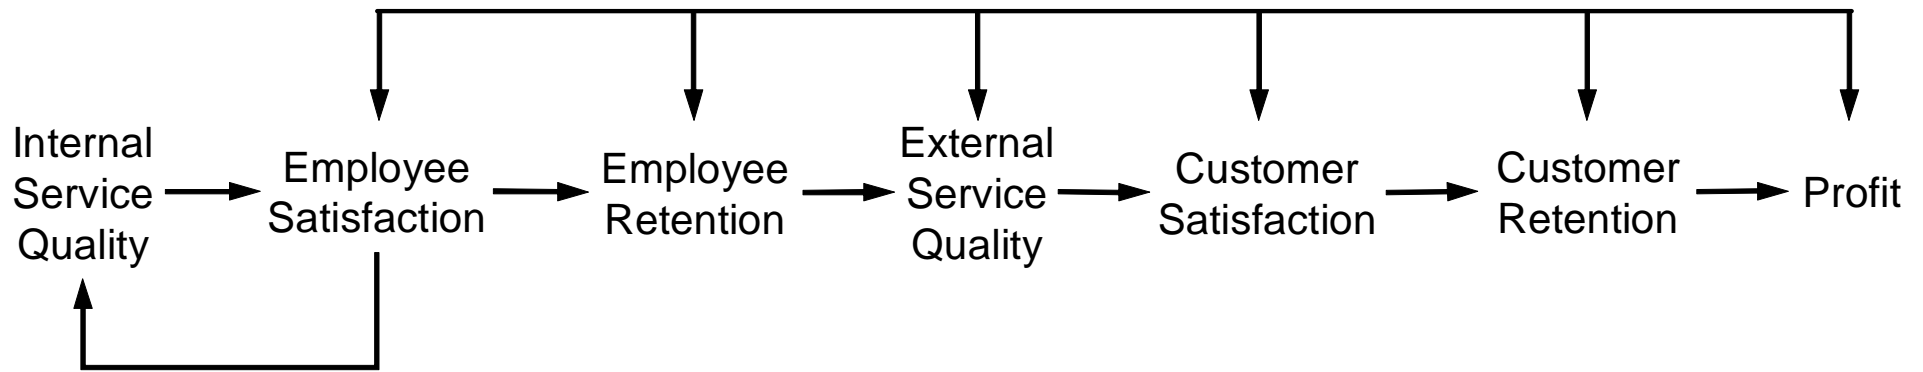 Internal
Service
Quality
Employee
Satisfaction
Employee
Retention
External
Service
Quality
Customer
Satisfaction
Customer
Retention
Profit